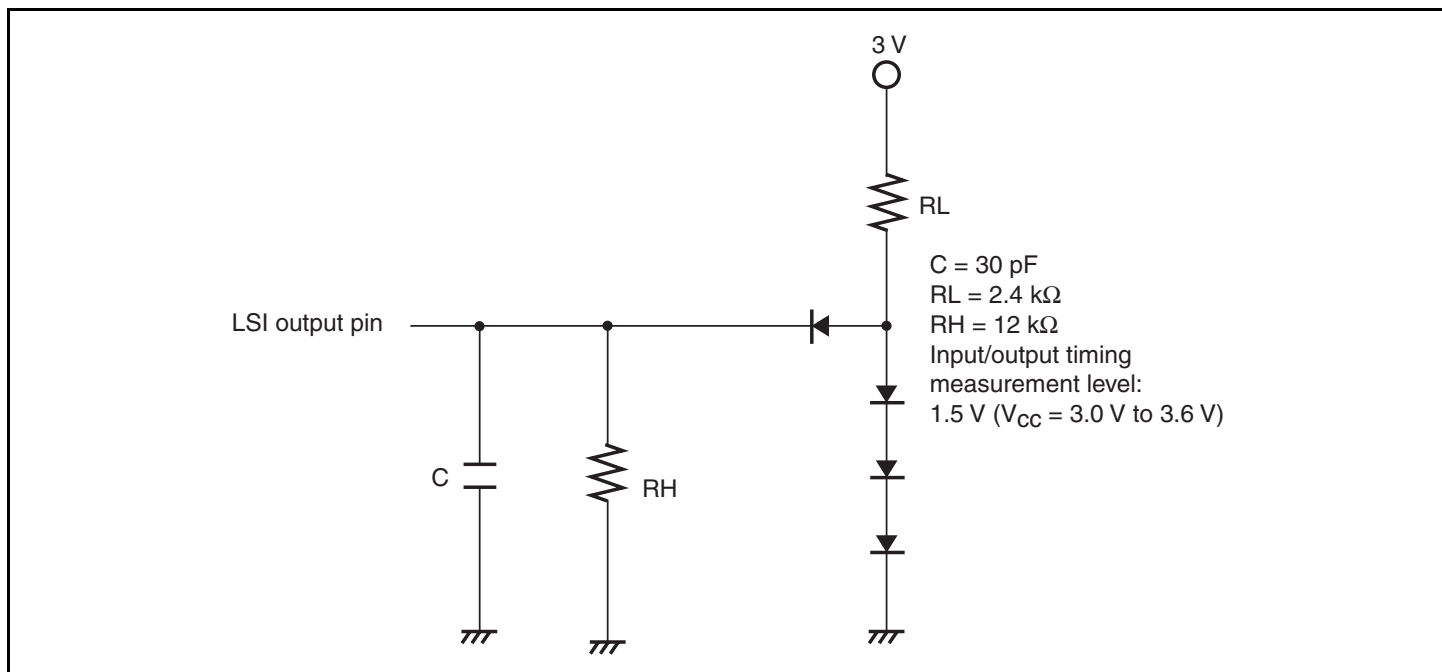 3 V
RL
C = 30 pF
RL = 2.4 kΩ
RH = 12 kΩ
Input/output timing
measurement level:
1.5 V (VCC = 3.0 V to 3.6 V)
LSI output pin
C
RH